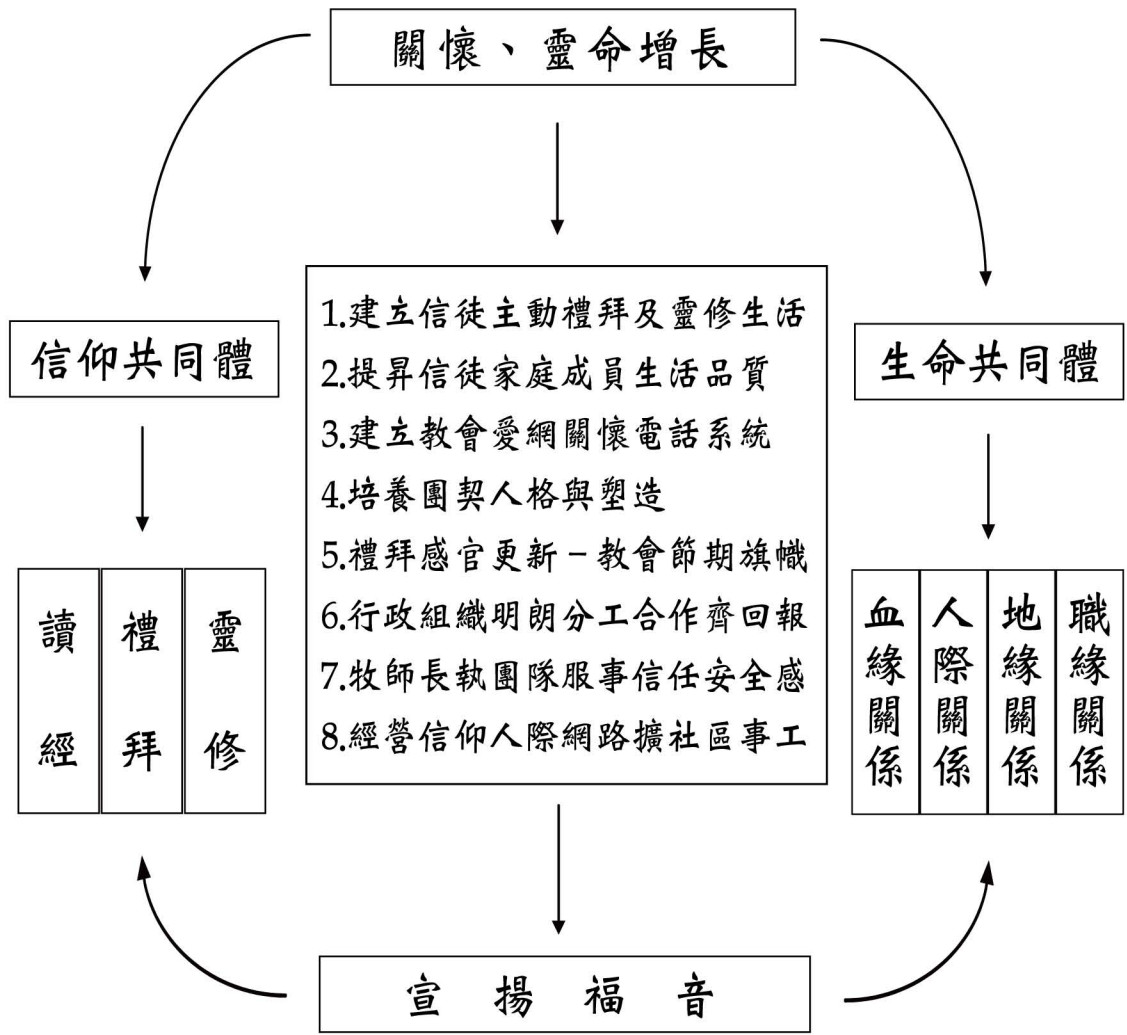 關懷、靈命增長
信仰共同體
讀經
禮拜
靈修
1.建立信徒主動禮拜及靈修生活
2.提昇信徒家庭成員生活品質
3.建立教會愛網關懷電話系統
4.培養團契人格與塑造
5.禮拜感官更新－教會節期旗幟
6.行政組織明朗分工合作齊回報
7.牧師長執團隊服事信任安全感
8.經營信仰人際網路擴社區事工
生命共同體
血緣關係
人際關係
地緣關係
職緣關係
宣揚福音